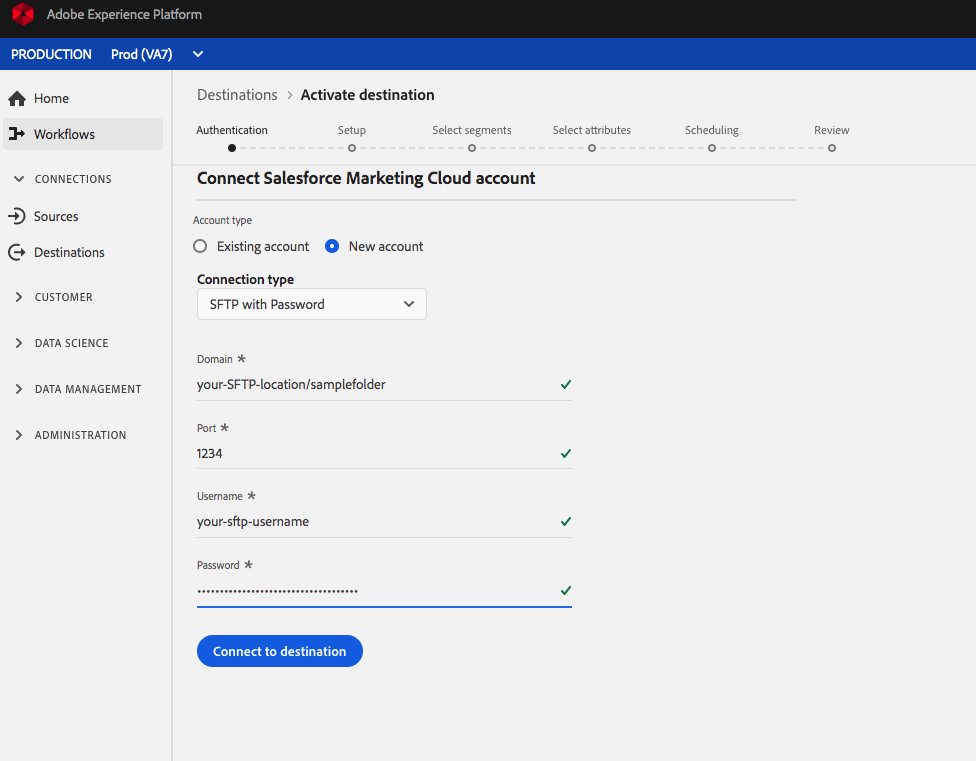 Adobe Experience Platform
PRODUCTION Prod (VA7)
Home
Workflows
CONNECTIONS
Sources
Destinations
CUSTOMER
DATA SCIENCE
DATA MANAGEMENT
ADMINISTRATION
Destinations > Activate destination
Authentication Setup Select segments Select attributes Scheduling Review
Connect Salesforce Marketing Cloud account
Account type
Existing account New account
Connection type
SFTP with Password
Domain *
your-SFTP-location/samplefolder
Port *
1234
Username *
your-sftp-username
Password *
••••••••••••••••••••••••••••••••••••
Connect to destination